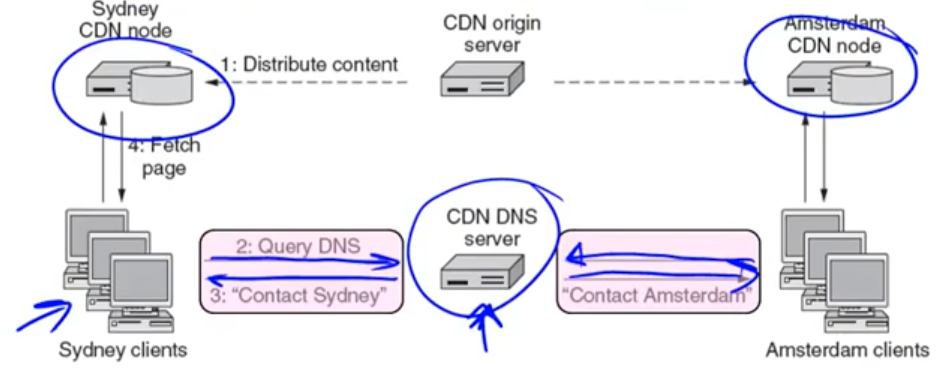 Sydney
CDN node
CDN origin
server
Amsterdam
CDN node
1: Distribute content
4: Fetch
page
CDN DNS
server
2: Query DNS
3: “Contact Sydney”
“Contact Amsterdam”
Sydney clients
Amsterdam clients